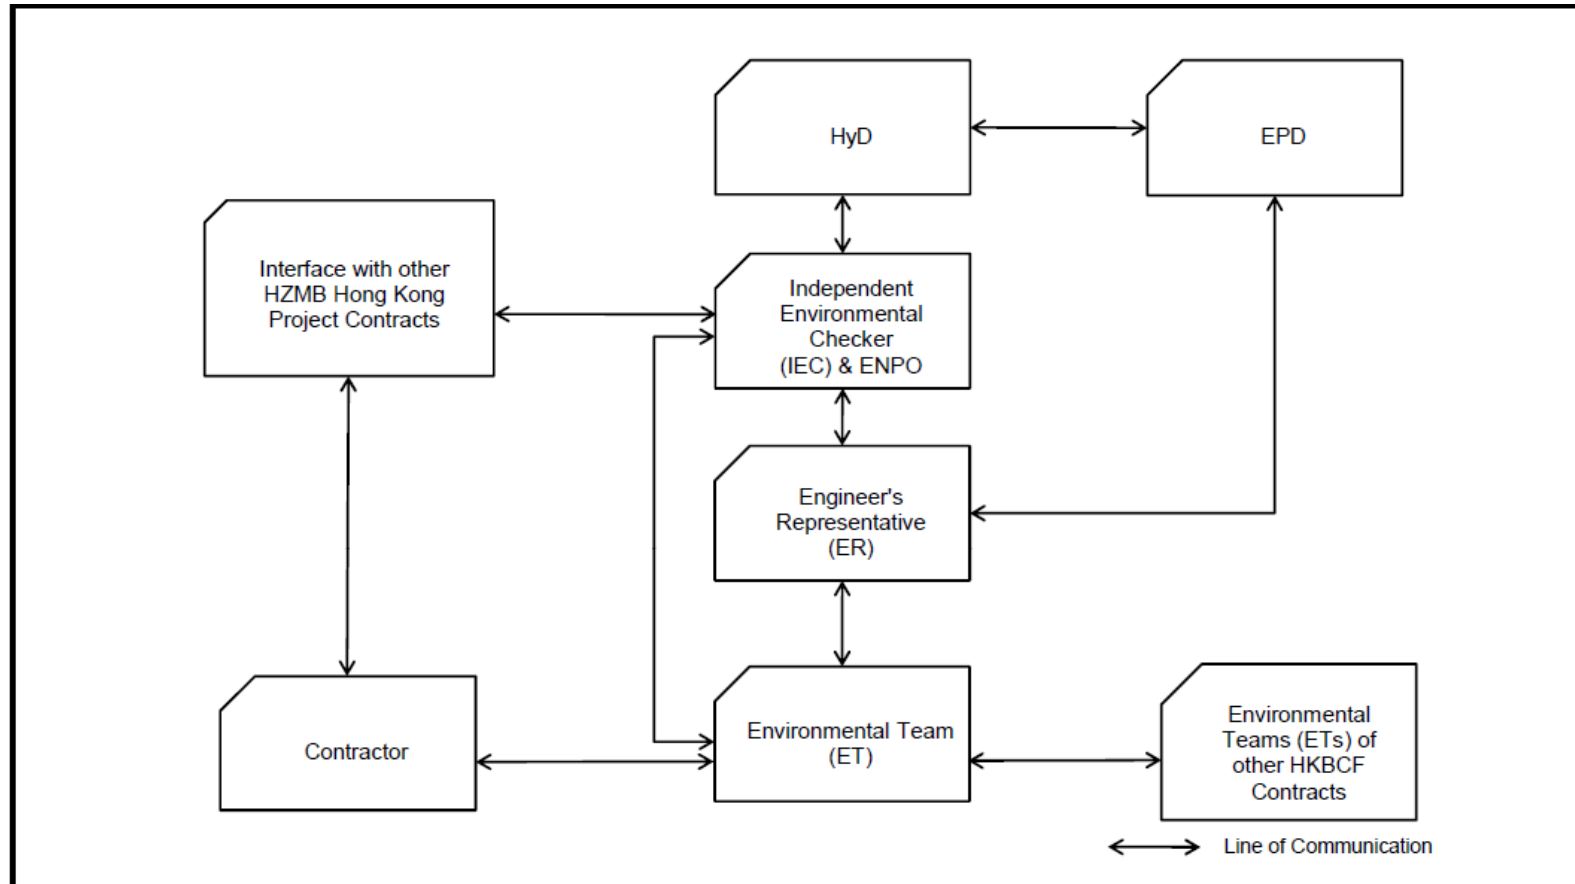 HyD
EPD
Interface with other
HZMB Hong Kong
Project Contracts
Independent
Environmental
Checker
(IEC) & ENPO
Engineer's
Representative
(ER)
Contractor
Environmental Team
(ET)
Environmental
Teams (ETs) of
other HKBCF
Contracts
Line of Communication